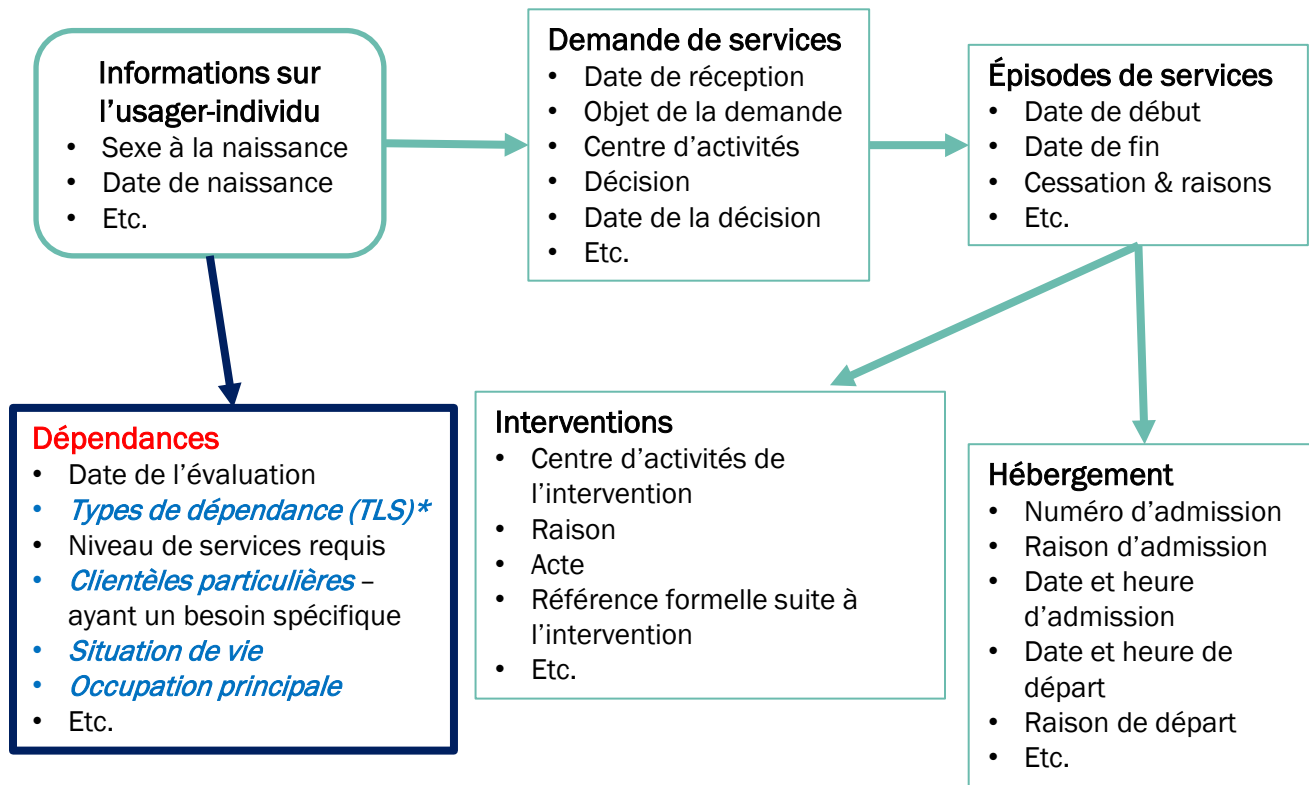 Informations sur
l'usager-individu
• Sexe à la naissance
• Date de naissance
• Etc.
Demande de services
• Date de réception
• Objet de la demande
• Centre d'activités
• Décision
• Date de la décision
• Etc.
Épisodes de services
• Date de début
• Date de fin
• Cessation & raisons
• Etc.
Dépendances
• Date de l'évaluation
• Types de dépendance (TLS)*
• Niveau de services requis
• Clientèles particulières –
ayant un besoin spécifique
• Situation de vie
• Occupation principale
• Etc.
Interventions
• Centre d'activités de
l'intervention
• Raison
• Acte
• Référence formelle suite à
l'intervention
• Etc.
Hébergement
• Numéro d'admission
• Raison d'admission
• Date et heure
d'admission
• Date et heure de
départ
• Raison de départ
• Etc.